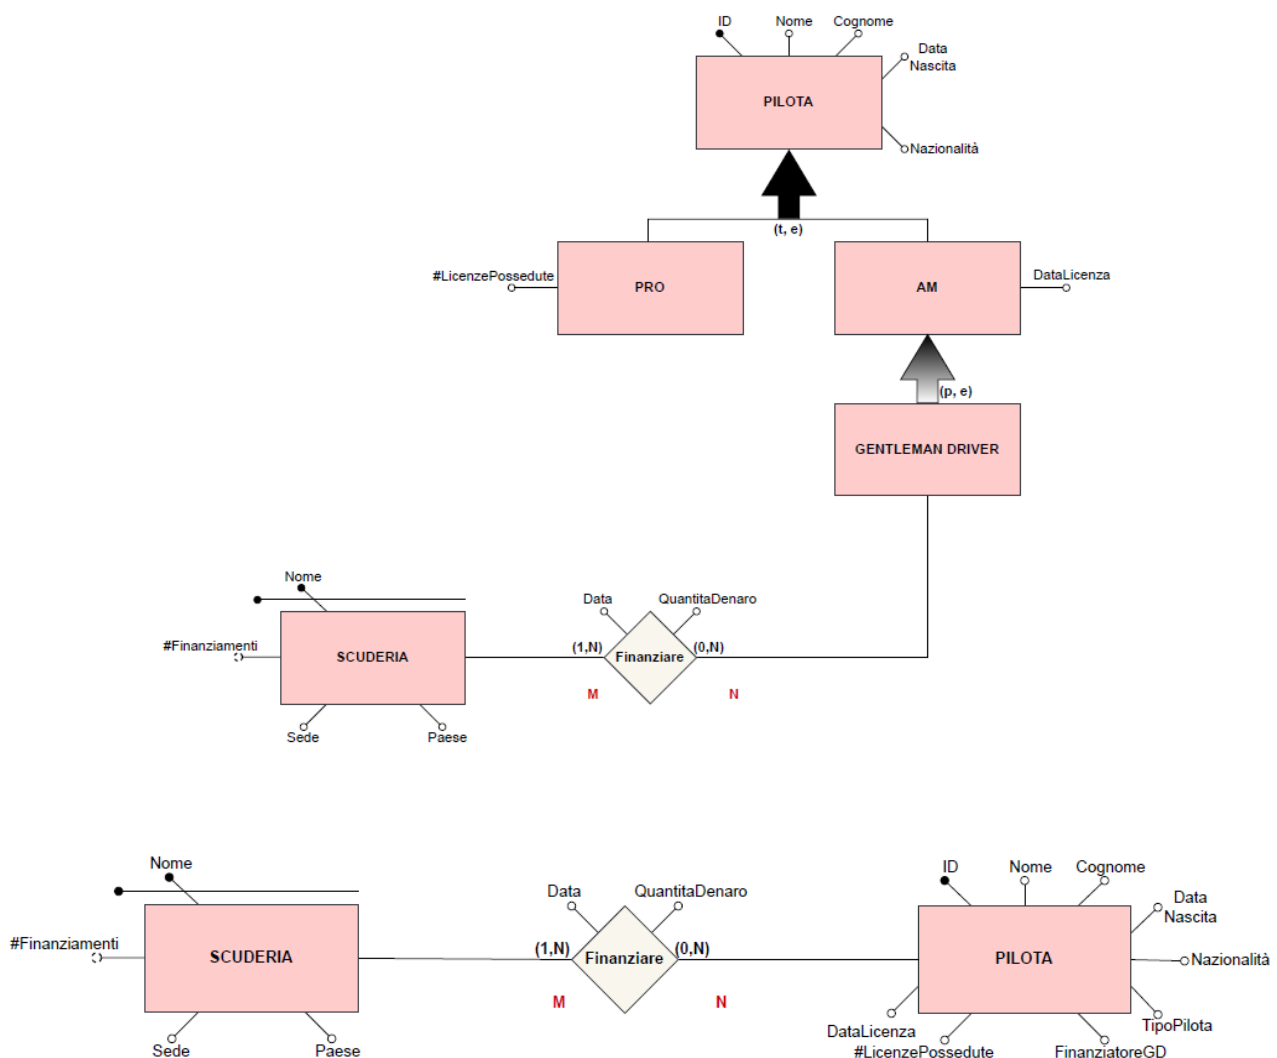 ID
Nome
Cognome
Data
Nascita
PILOTA
Nazionalità
(t, e)
#LicenzePossedute
PRO
AM
DataLicenza
(p, e)
GENTLEMAN DRIVER
Nome
#Finanziamenti
SCUDERIA
Sede
Paese
Data
QuantitaDenaro
(1,N)
Finanziare
(0,N)
M
N
Nome
#Finanziamenti
SCUDERIA
Sede
Paese
Data
QuantitaDenaro
(1,N)
Finanziare
(0,N)
M
N
ID
Nome
Cognome
Data
Nascita
PILOTA
Nazionalità
TipoPilota
DataLicenza
#LicenzePossedute
FinanziatoreGD